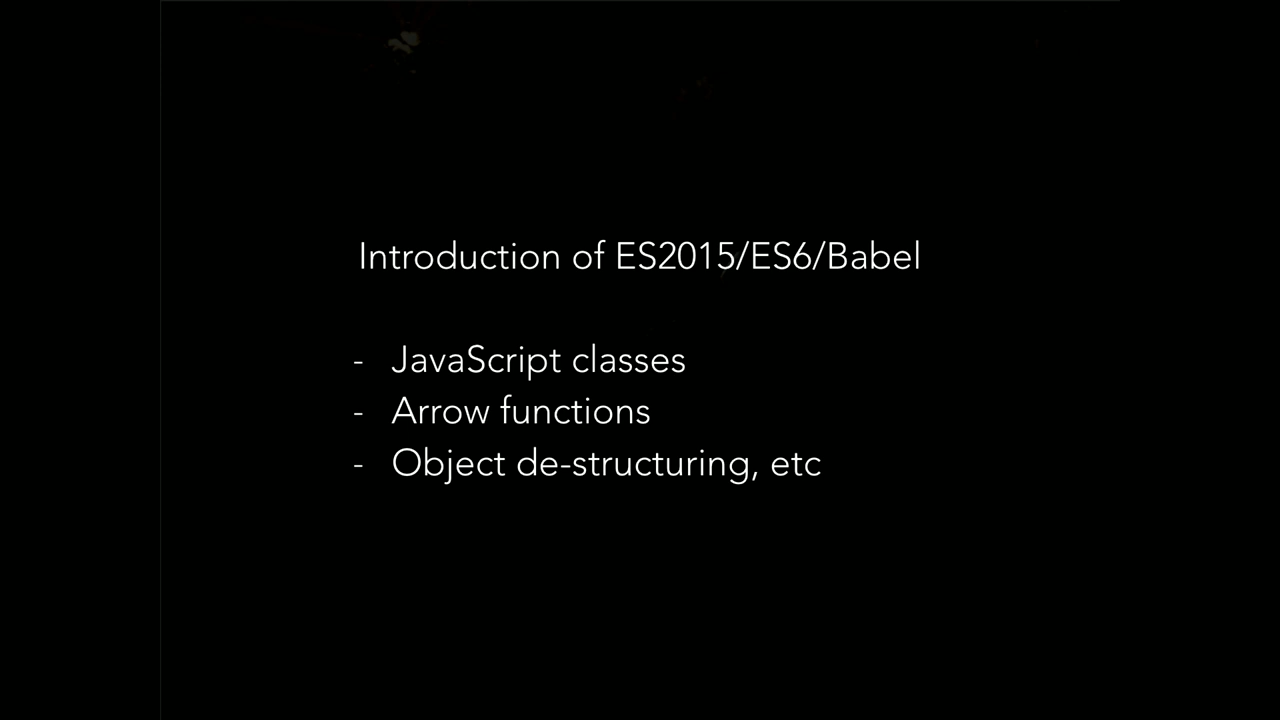 Introduction of ES2015/ES6/Babel
- JavaScript classes
- Arrow functions
- Object de-structuring, etc